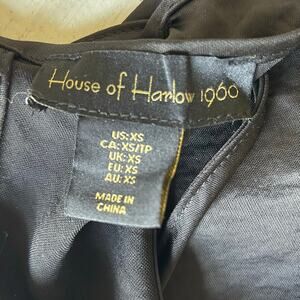 House of Harlow 1960
US:XS
CA:XS/TP
UK:XS
EU:XS
AU:XS
MADE IN
CHINA